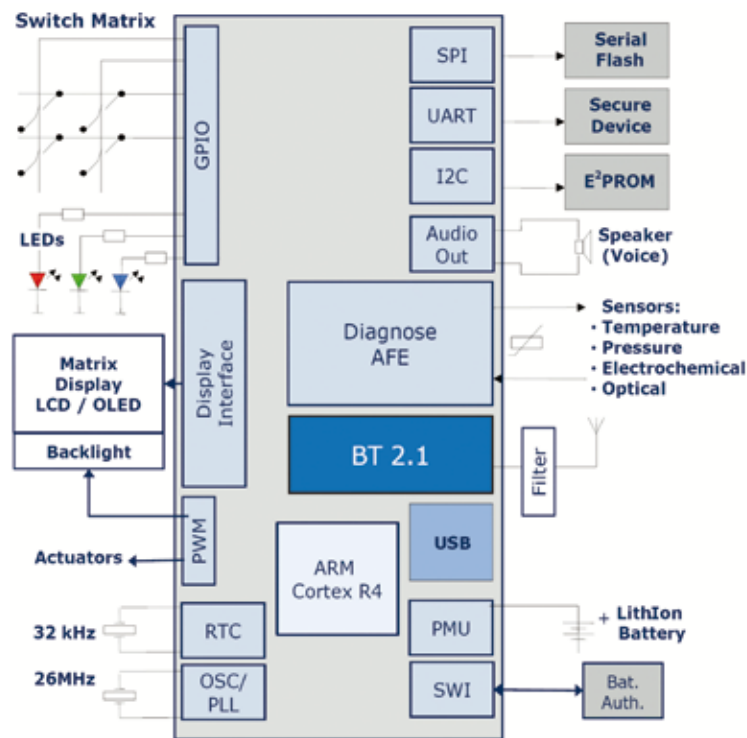 Switch Matrix
GPIO
LEDs
SPI
Serial
Flash
UART
Secure
Device
I2C
E²PROM
Audio
Out
Speaker
(Voice)
Diagnose
AFE
Sensors:
· Temperature
· Pressure
· Electrochemical
· Optical
Matrix
Display
LCD / OLED
Backlight
Display
Interface
BT 2.1
Filter
PWM
Actuators
ARM
Cortex R4
USB
32 kHz
RTC
PMU
+ LithIon
Battery
26MHz
OSC/
PLL
SWI
Bat.
Auth.